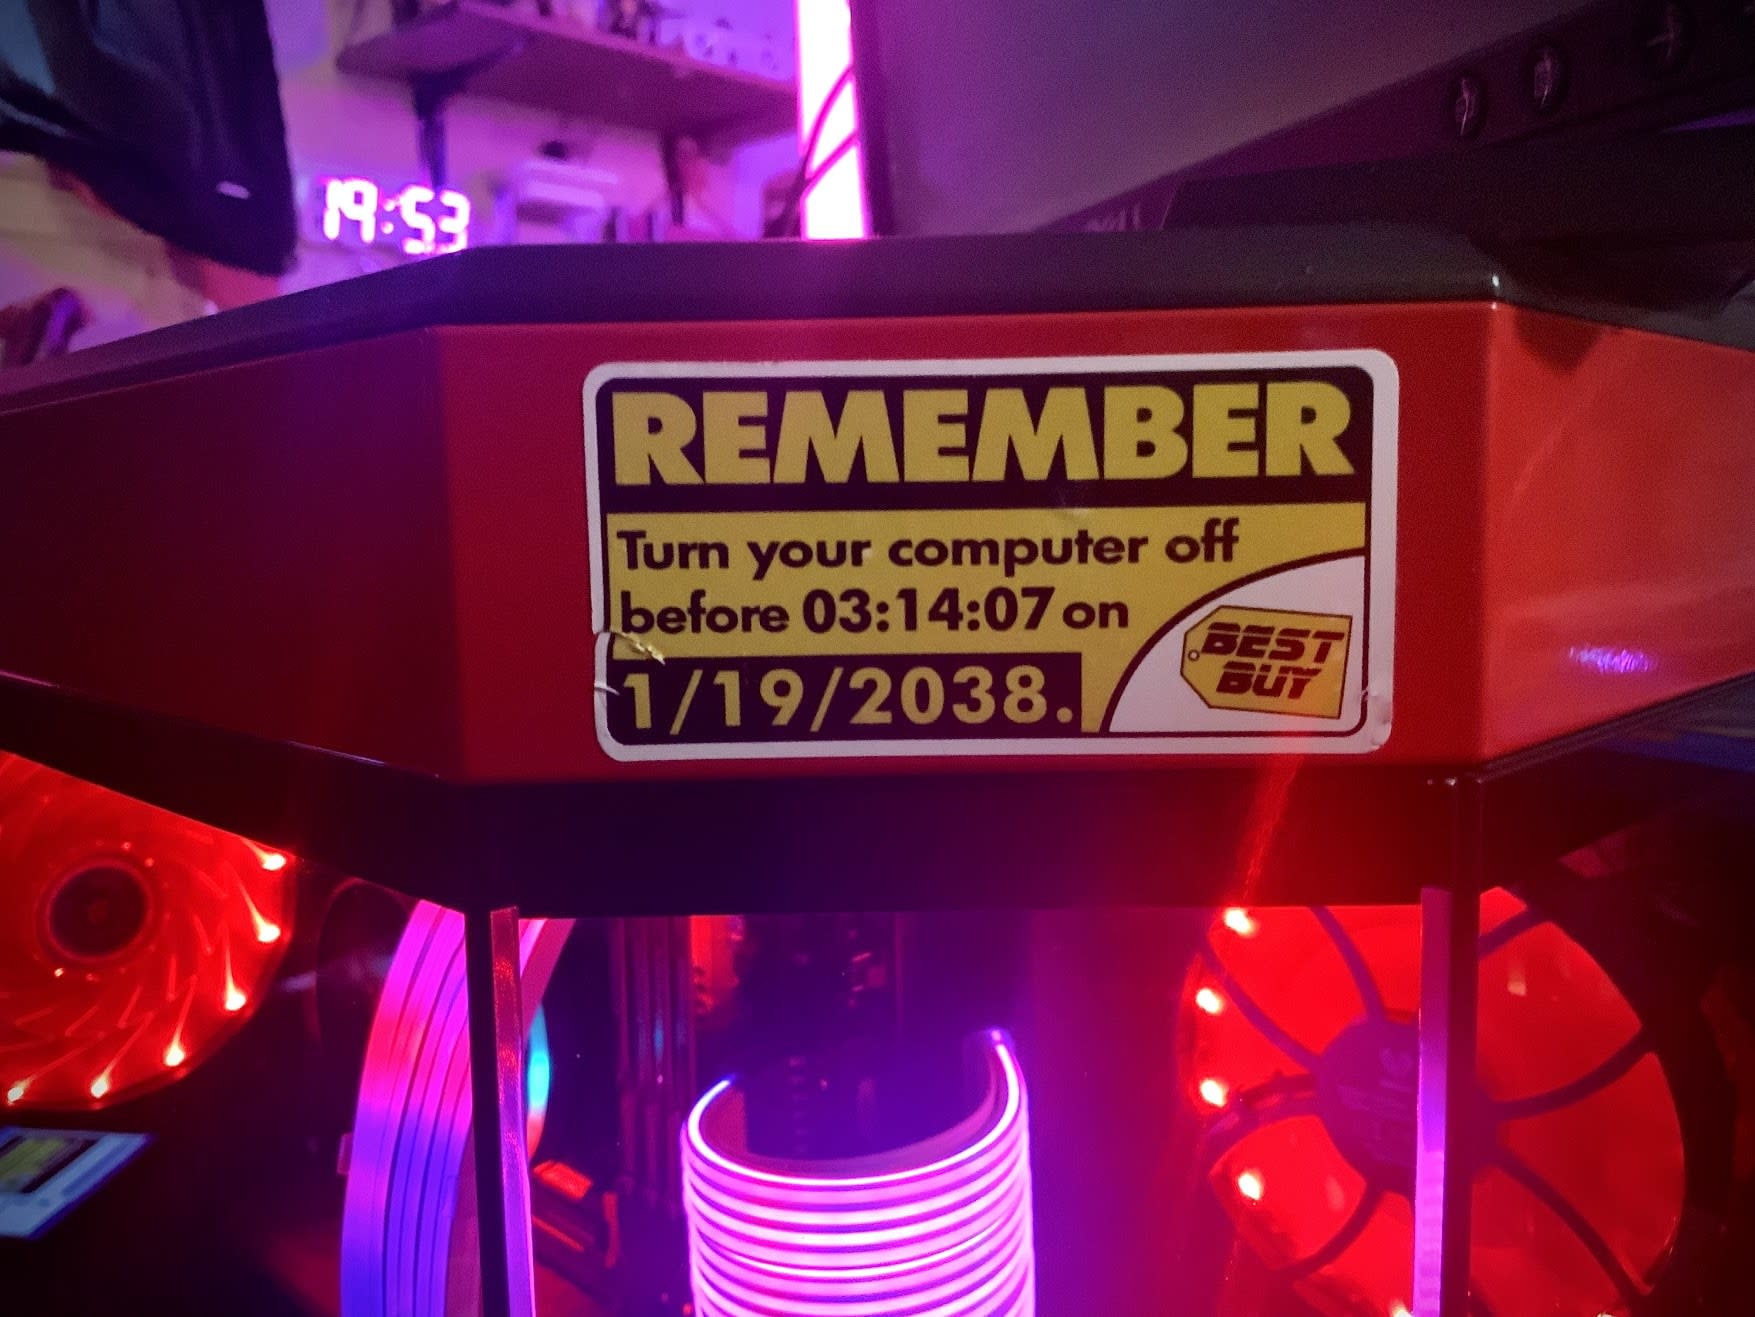 19:53
REMEMBER
Turn your computer off
before 03:14:07 on
1/19/2038.
BEST
BUY